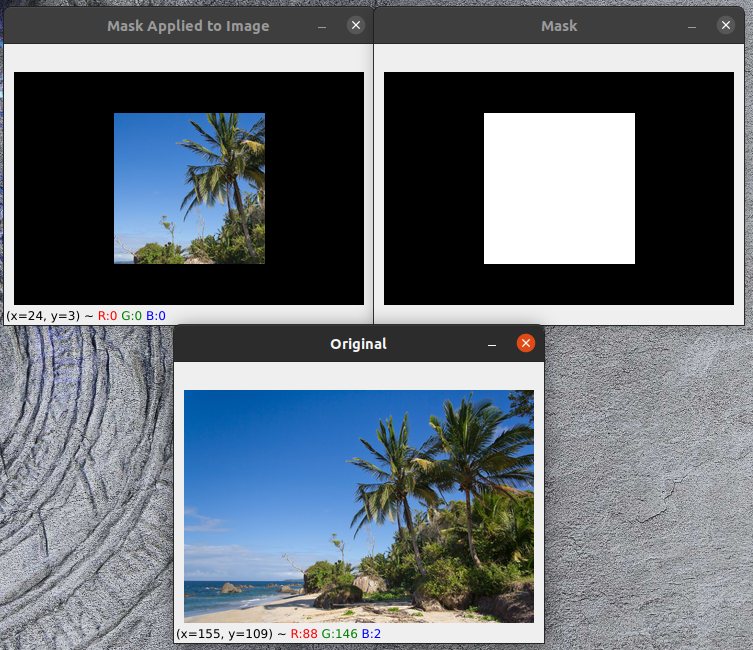 Mask Applied to Image
Mask
(x=24, y=3) ~ R:0 G:0 B:0
Original
(x=155, y=109) ~ R:88 G:146 B:2